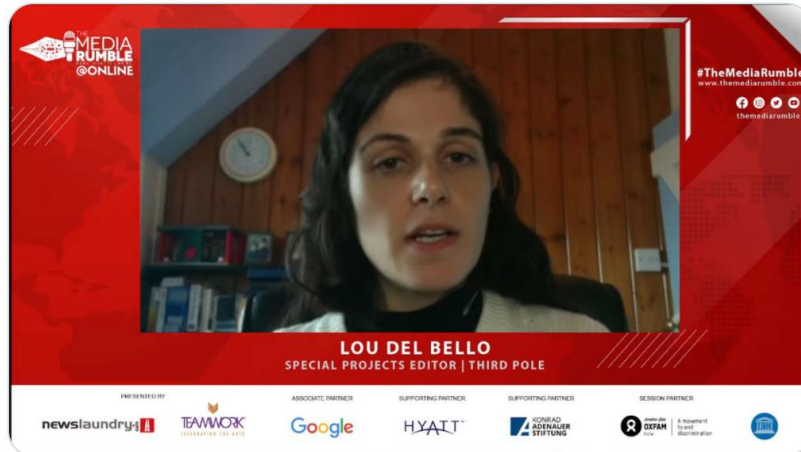 THE
MEDIA
RUMBLE
@ONLINE
#TheMediaRumble
www.themediarumble.com
themediarumble
LOU DEL BELLO
SPECIAL PROJECTS EDITOR | THIRD POLE
PRESENTED BY
ASSOCIATE PARTNER
SUPPORTING PARTNER
SUPPORTING PARTNER
SESSION PARTNER
newslaundry
TEAMWORK
CELEBRATING THE ARTS
Google
HYATT
KONRAD
ADENAUER
STIFTUNG
OXFAM
India
A movement
to end
discrimination